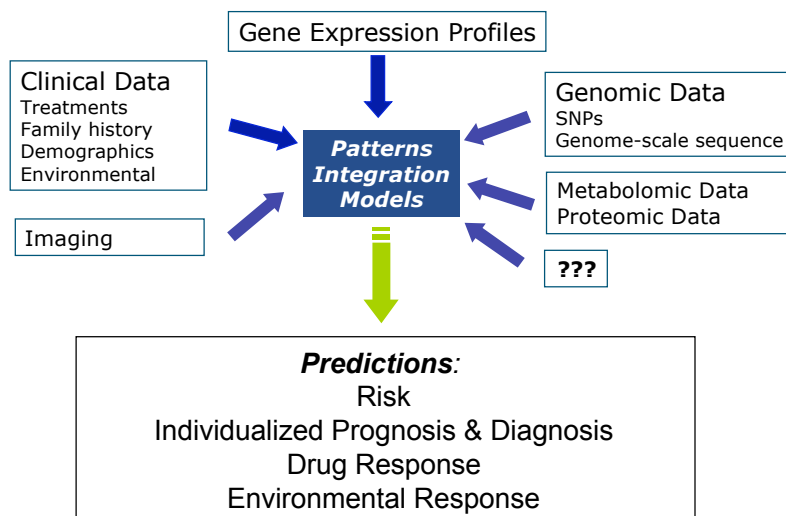 Gene Expression Profiles
Clinical Data
Treatments
Family history
Demographics
Environmental
Genomic Data
SNPs
Genome-scale sequence
Patterns
Integration
Models
Metabolomic Data
Proteomic Data
Imaging
???
Predictions:
Risk
Individualized Prognosis & Diagnosis
Drug Response
Environmental Response